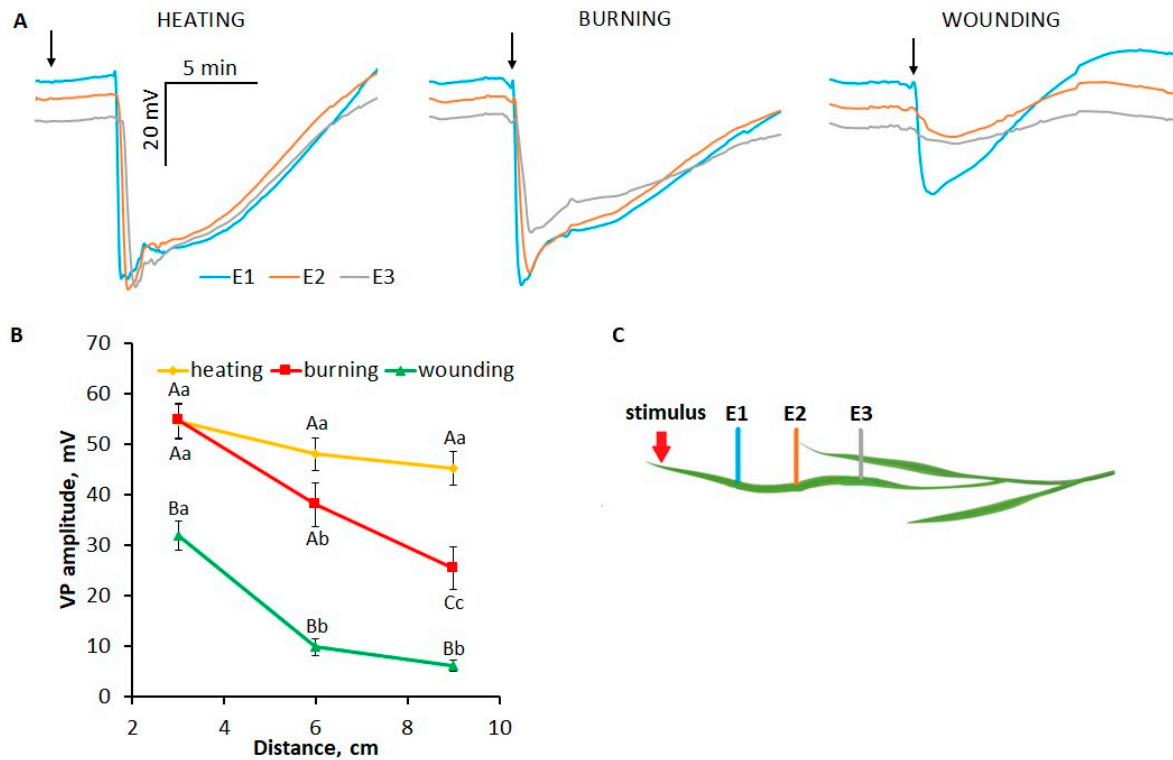 A
HEATING
BURNING
WOUNDING
5 min
20 mV
E1 E2 E3
B
70
60
50
40
30
20
10
0
VP amplitude, mV
heating burning wounding
Aa
Aa
Aa
Aa
Ba
Ab
Bb
Cc
Bb
2 4 6 8 10
Distance, cm
C
stimulus E1 E2 E3